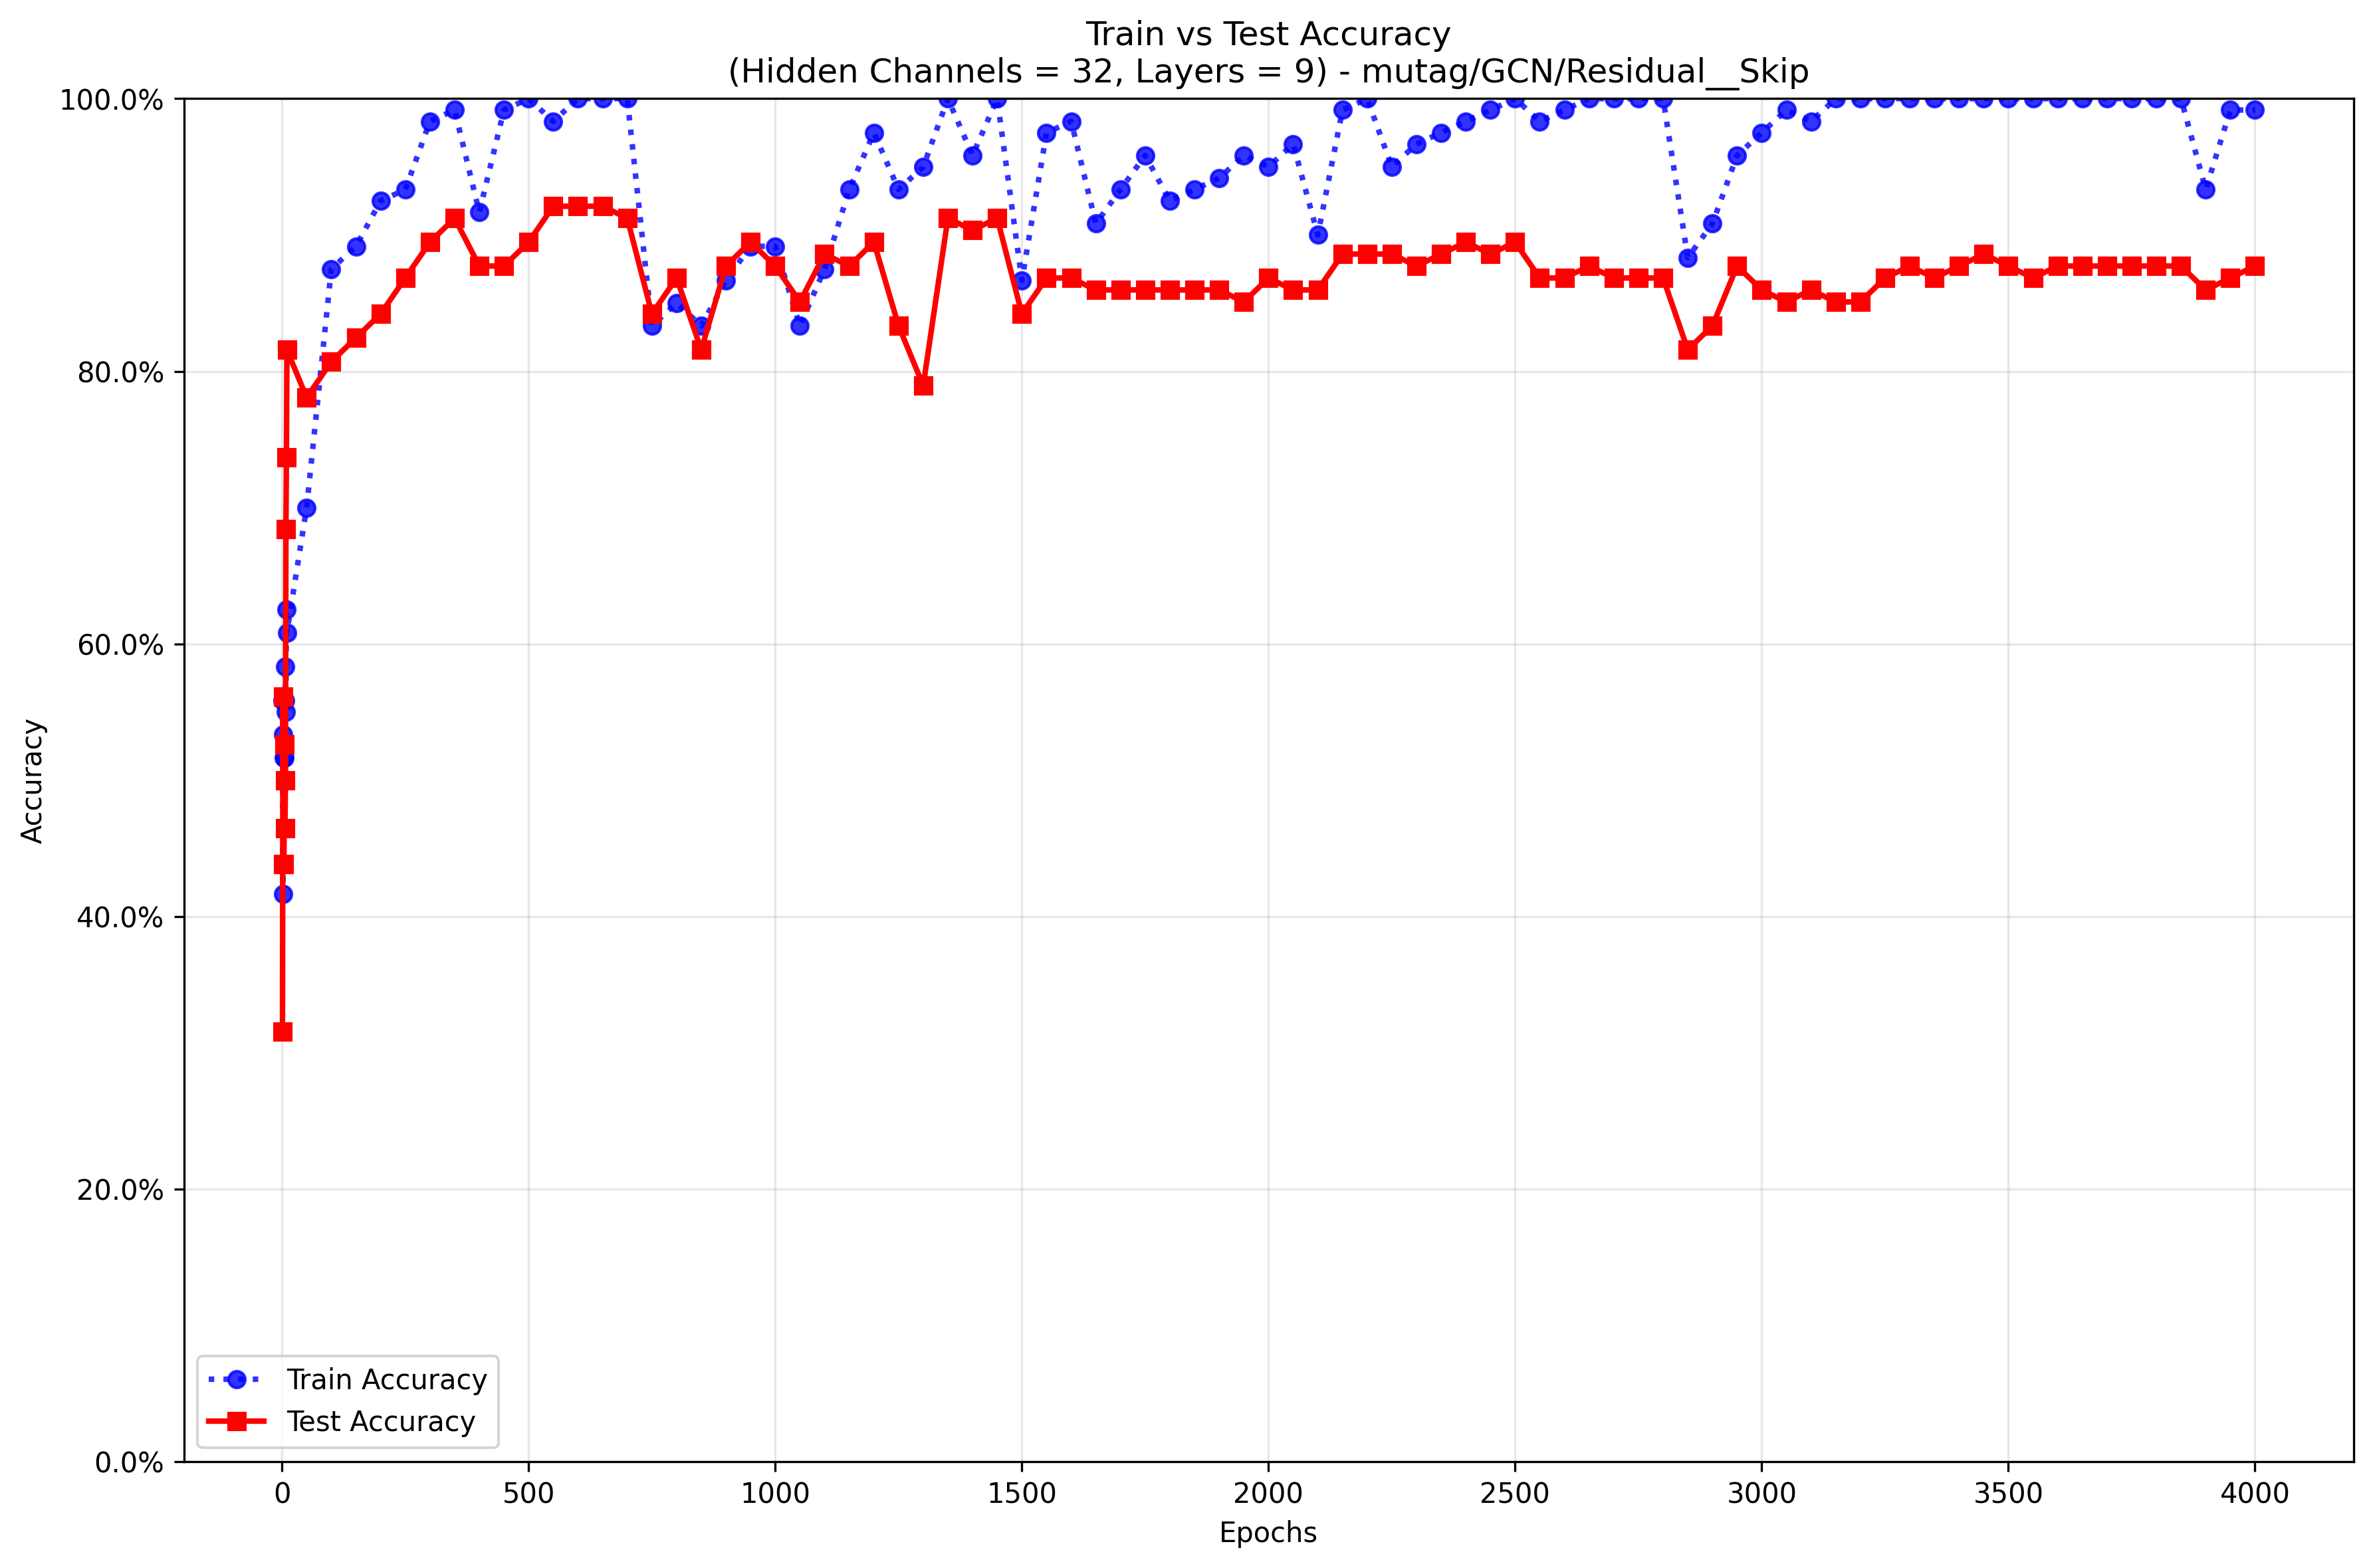 Train vs Test Accuracy
(Hidden Channels = 32, Layers = 9) - mutag/GCN/Residual__Skip
100.0%
80.0%
60.0%
40.0%
20.0%
0.0%
Accuracy
Train Accuracy
Test Accuracy
0 500 1000 1500 2000 2500 3000 3500 4000
Epochs